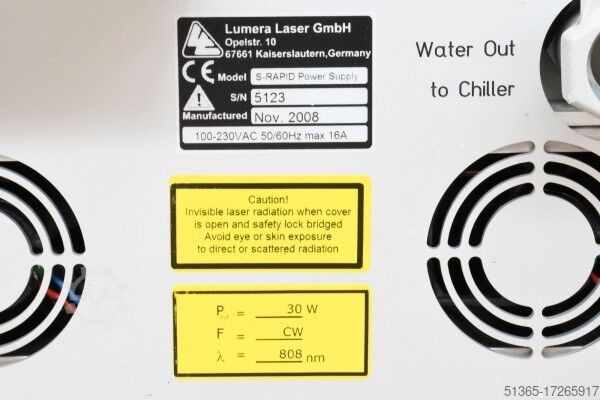 Lumera Laser GmbH
Opelstr. 10
67661 Kaiserslautern, Germany
Model S-RAPID Power Supply
S/N 5123
Manufactured Nov. 2008
100-230VAC 50/60Hz max 16A
Water Out
to Chiller
Caution!
Invisible laser radiation when cover
is open and safety lock bridged
Avoid eye or skin exposure
to direct or scattered radiation
Pout = 30 W
F = CW
λ = 808 nm
51365-17265917